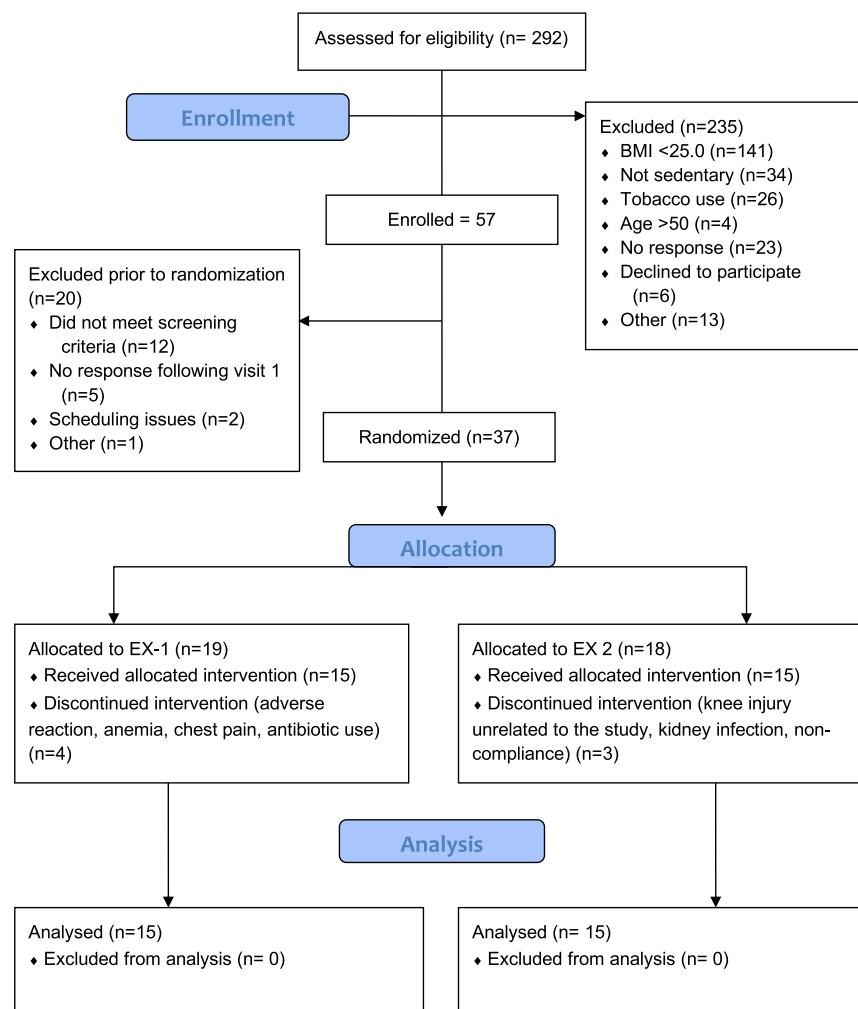 Assessed for eligibility (n= 292)
Enrollment
Excluded (n=235)
♦ BMI <25.0 (n=141)
♦ Not sedentary (n=34)
♦ Tobacco use (n=26)
♦ Age >50 (n=4)
♦ No response (n=23)
♦ Declined to participate
(n=6)
♦ Other (n=13)
Enrolled = 57
Excluded prior to randomization
(n=20)
♦ Did not meet screening
criteria (n=12)
♦ No response following visit 1
(n=5)
♦ Scheduling issues (n=2)
♦ Other (n=1)
Randomized (n=37)
Allocation
Allocated to EX-1 (n=19)
♦ Received allocated intervention (n=15)
♦ Discontinued intervention (adverse
reaction, anemia, chest pain, antibiotic use)
(n=4)
Allocated to EX 2 (n=18)
♦ Received allocated intervention (n=15)
♦ Discontinued intervention (knee injury
unrelated to the study, kidney infection, non-
compliance) (n=3)
Analysis
Analysed (n=15)
♦ Excluded from analysis (n= 0)
Analysed (n= 15)
♦ Excluded from analysis (n= 0)